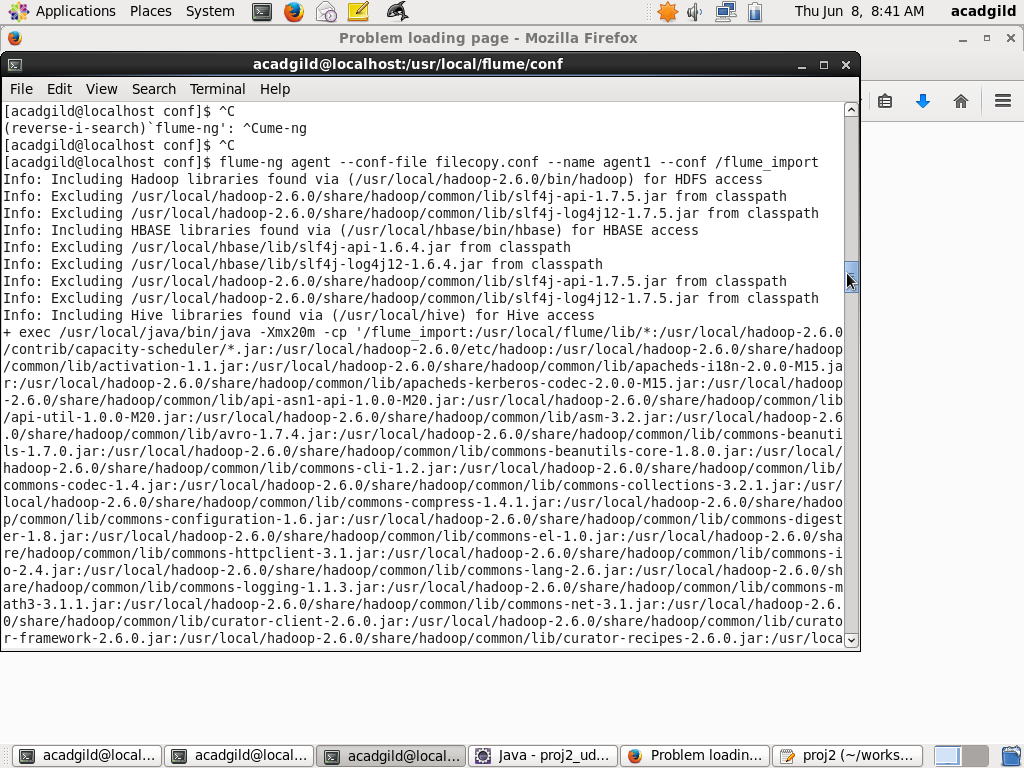 Applications Places System Thu Jun 8, 8:41 AM acadgild
Problem loading page - Mozilla Firefox
acadgild@localhost:/usr/local/flume/conf
File Edit View Search Terminal Help
[acadgild@localhost conf]$ ^C
(reverse-i-search)`flume-ng': ^Cume-ng
[acadgild@localhost conf]$ ^C
[acadgild@localhost conf]$ flume-ng agent --conf-file filecopy.conf --name agent1 --conf /flume_import
Info: Including Hadoop libraries found via (/usr/local/hadoop-2.6.0/bin/hadoop) for HDFS access
Info: Excluding /usr/local/hadoop-2.6.0/share/hadoop/common/lib/slf4j-api-1.7.5.jar from classpath
Info: Excluding /usr/local/hadoop-2.6.0/share/hadoop/common/lib/slf4j-log4j12-1.7.5.jar from classpath
Info: Including HBASE libraries found via (/usr/local/hbase/bin/hbase) for HBASE access
Info: Excluding /usr/local/hbase/lib/slf4j-api-1.6.4.jar from classpath
Info: Excluding /usr/local/hbase/lib/slf4j-log4j12-1.6.4.jar from classpath
Info: Excluding /usr/local/hadoop-2.6.0/share/hadoop/common/lib/slf4j-api-1.7.5.jar from classpath
Info: Excluding /usr/local/hadoop-2.6.0/share/hadoop/common/lib/slf4j-log4j12-1.7.5.jar from classpath
Info: Including Hive libraries found via (/usr/local/hive) for Hive access
+ exec /usr/local/java/bin/java -Xmx20m -cp '/flume_import:/usr/local/flume/lib/*:/usr/local/hadoop-2.6.0
/contrib/capacity-scheduler/*.jar:/usr/local/hadoop-2.6.0/etc/hadoop:/usr/local/hadoop-2.6.0/share/hadoop
/common/lib/activation-1.1.jar:/usr/local/hadoop-2.6.0/share/hadoop/common/lib/apacheds-i18n-2.0.0-M15.ja
r:/usr/local/hadoop-2.6.0/share/hadoop/common/lib/apacheds-kerberos-codec-2.0.0-M15.jar:/usr/local/hadoop
-2.6.0/share/hadoop/common/lib/api-asn1-api-1.0.0-M20.jar:/usr/local/hadoop-2.6.0/share/hadoop/common/lib
/api-util-1.0.0-M20.jar:/usr/local/hadoop-2.6.0/share/hadoop/common/lib/asm-3.2.jar:/usr/local/hadoop-2.6
.0/share/hadoop/common/lib/avro-1.7.4.jar:/usr/local/hadoop-2.6.0/share/hadoop/common/lib/commons-beanuti
ls-1.7.0.jar:/usr/local/hadoop-2.6.0/share/hadoop/common/lib/commons-beanutils-core-1.8.0.jar:/usr/local/
hadoop-2.6.0/share/hadoop/common/lib/commons-cli-1.2.jar:/usr/local/hadoop-2.6.0/share/hadoop/common/lib/
commons-codec-1.4.jar:/usr/local/hadoop-2.6.0/share/hadoop/common/lib/commons-collections-3.2.1.jar:/usr/
local/hadoop-2.6.0/share/hadoop/common/lib/commons-compress-1.4.1.jar:/usr/local/hadoop-2.6.0/share/hadoo
p/common/lib/commons-configuration-1.6.jar:/usr/local/hadoop-2.6.0/share/hadoop/common/lib/commons-digest
er-1.8.jar:/usr/local/hadoop-2.6.0/share/hadoop/common/lib/commons-el-1.0.jar:/usr/local/hadoop-2.6.0/sha
re/hadoop/common/lib/commons-httpclient-3.1.jar:/usr/local/hadoop-2.6.0/share/hadoop/common/lib/commons-i
o-2.4.jar:/usr/local/hadoop-2.6.0/share/hadoop/common/lib/commons-lang-2.6.jar:/usr/local/hadoop-2.6.0/sh
are/hadoop/common/lib/commons-logging-1.1.3.jar:/usr/local/hadoop-2.6.0/share/hadoop/common/lib/commons-m
ath3-3.1.1.jar:/usr/local/hadoop-2.6.0/share/hadoop/common/lib/commons-net-3.1.jar:/usr/local/hadoop-2.6.
0/share/hadoop/common/lib/curator-client-2.6.0.jar:/usr/local/hadoop-2.6.0/share/hadoop/common/lib/curato
r-framework-2.6.0.jar:/usr/local/hadoop-2.6.0/share/hadoop/common/lib/curator-recipes-2.6.0.jar:/usr/loca
acadgild@local... acadgild@local... acadgild@local... Java - proj2_ud... Problem loadin... proj2 (~/works...